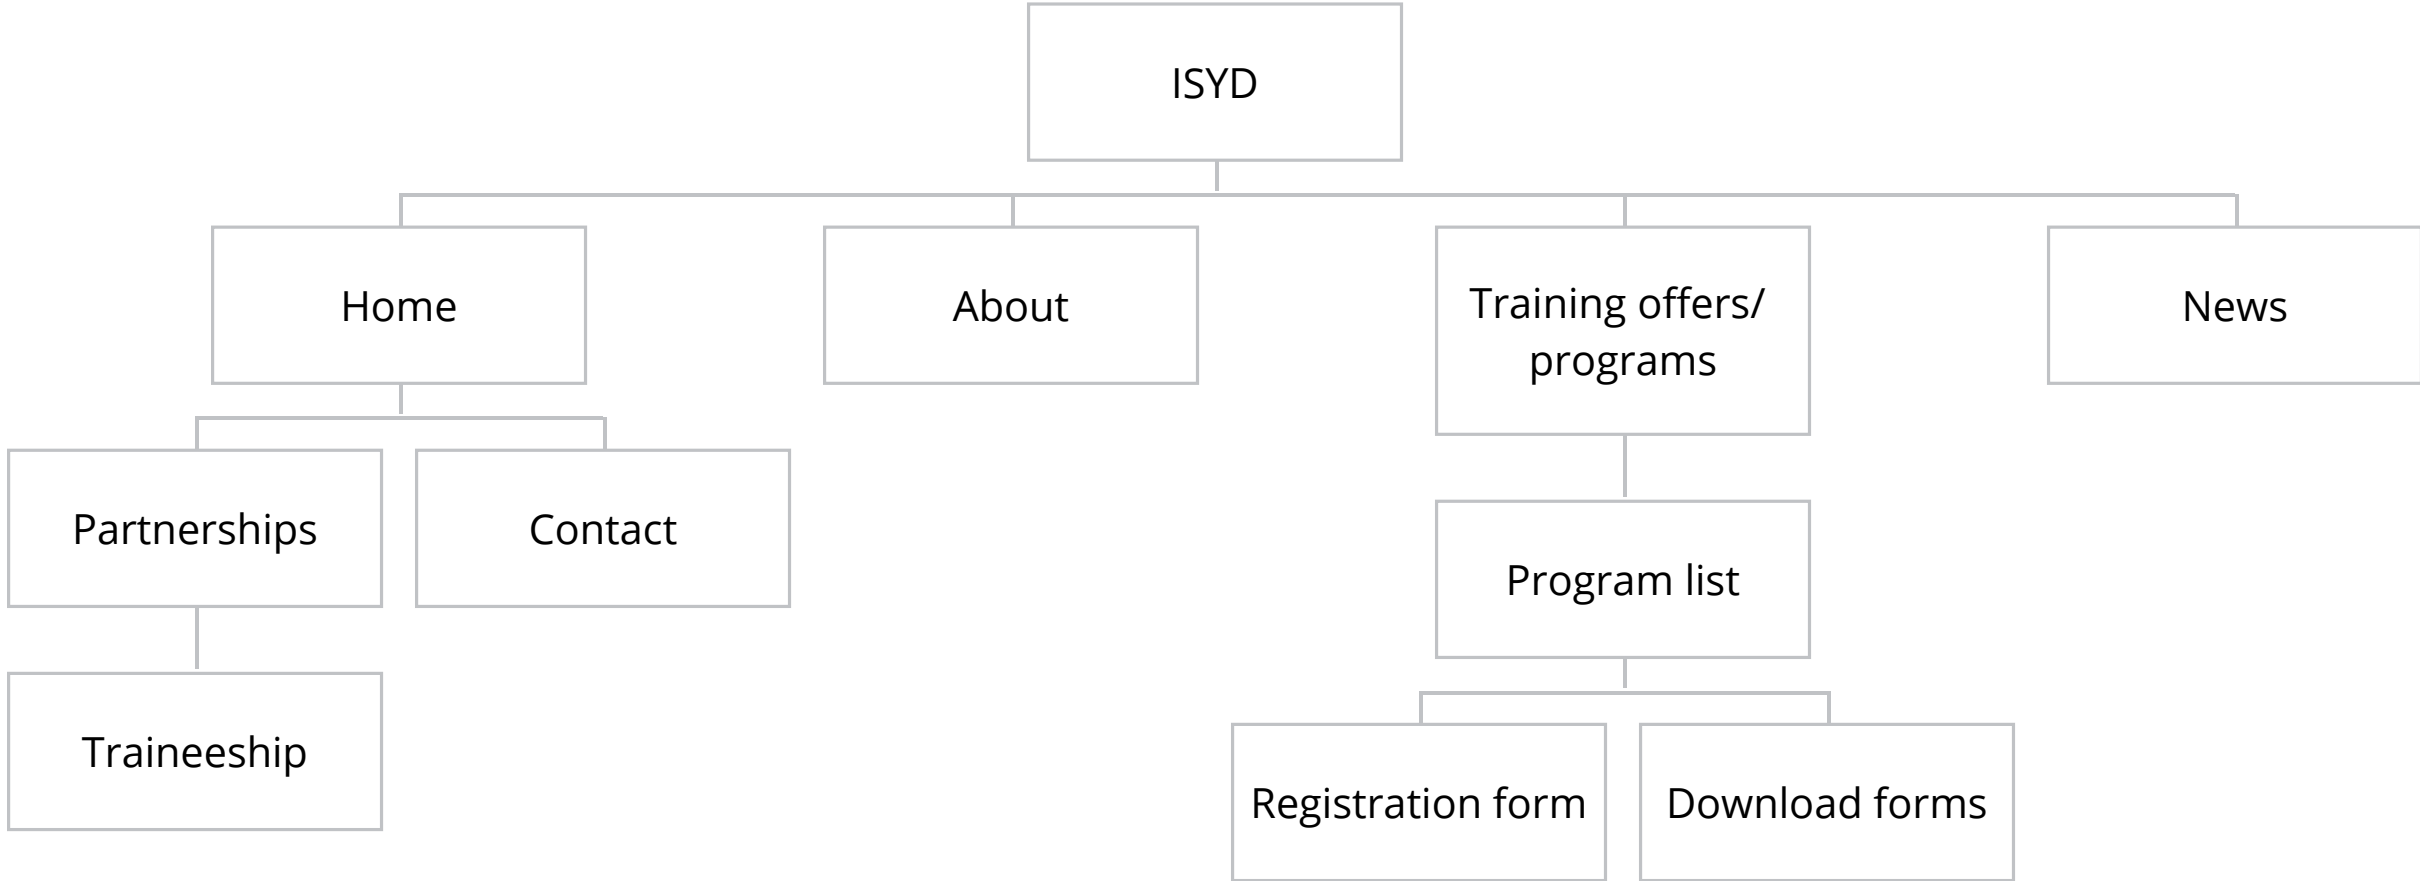 ISYD
Home
About
Training offers/
programs
News
Partnerships
Contact
Program list
Traineeship
Registration form
Download forms